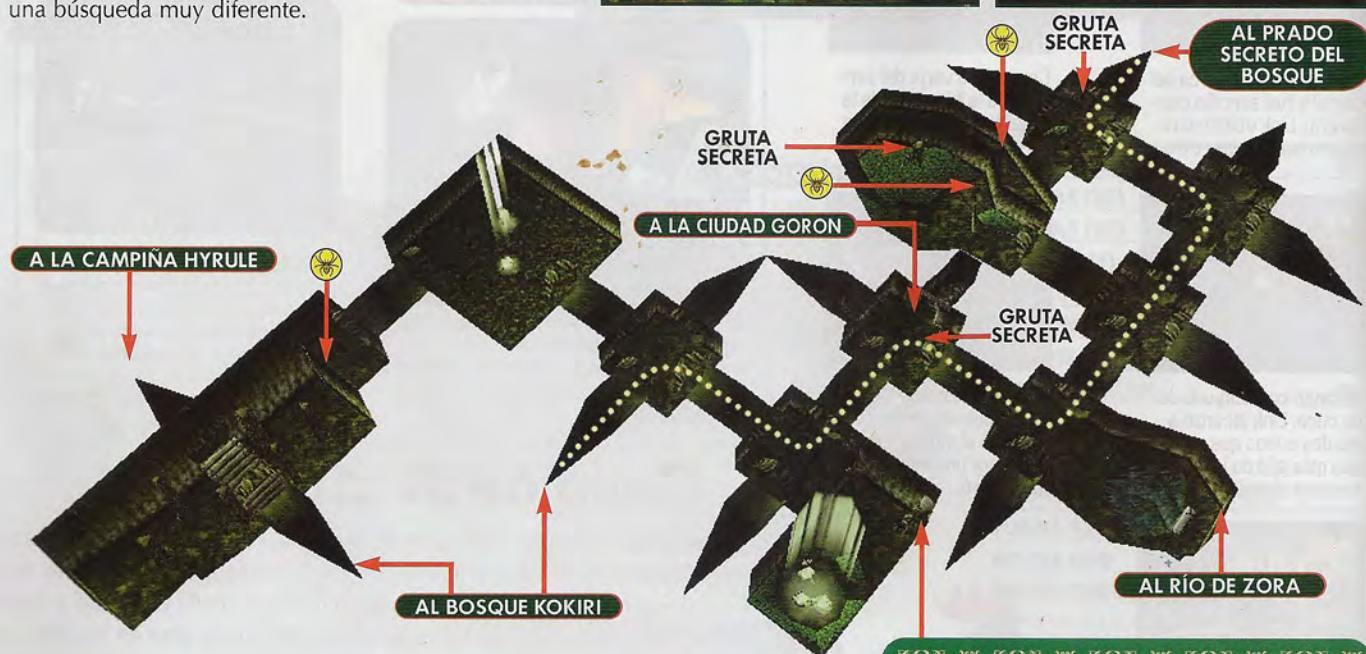 una búsqueda muy diferente.
GRUTA
SECRETA
AL PRADO
SECRETO DEL
BOSQUE
GRUTA
SECRETA
A LA CIUDAD GORON
A LA CAMPIÑA HYRULE
GRUTA
SECRETA
AL BOSQUE KOKIRI
AL RÍO DE ZORA